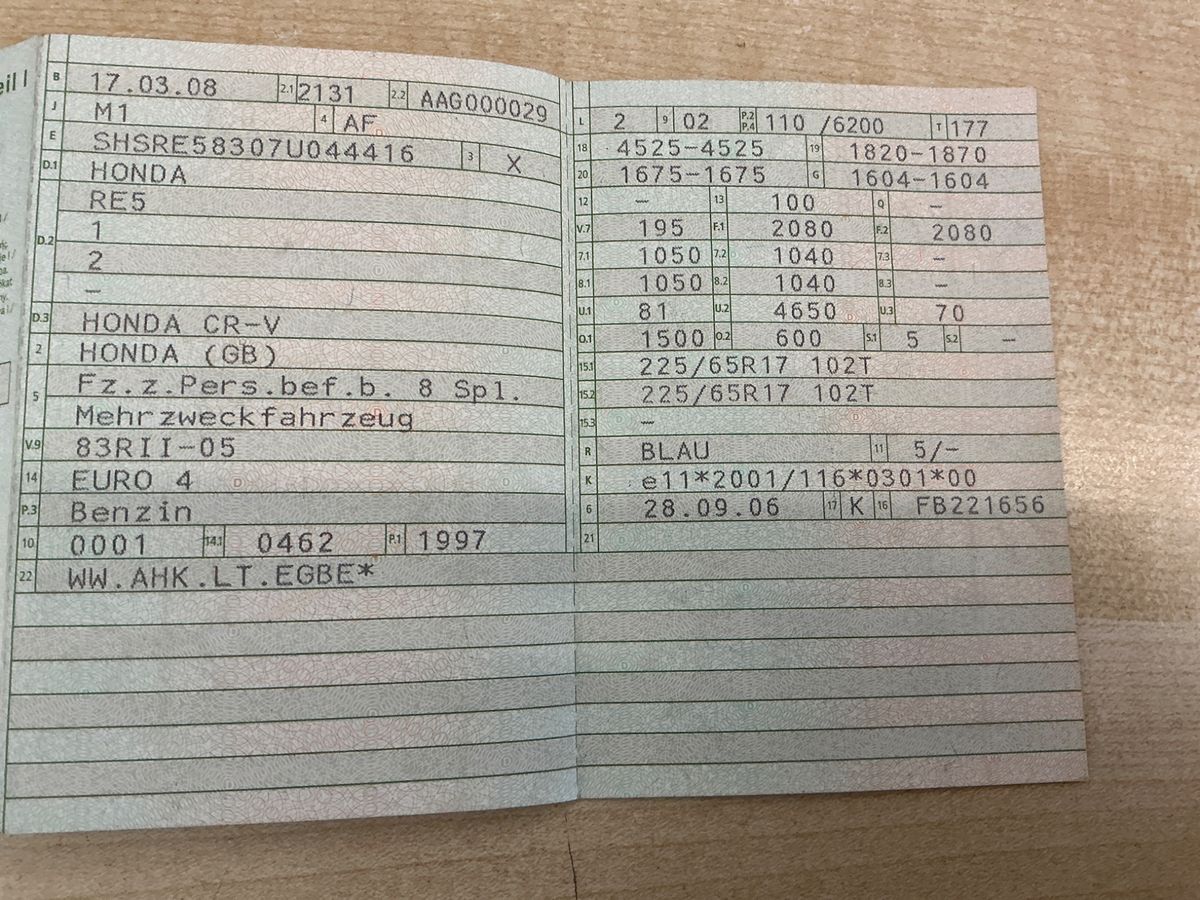 eil I
B 17.03.08 2.1 2131 2.2 AAG000029
J M1 4 AF
E SHSRE58307U044416 3 X
D.1 HONDA
D.2 RE5
1
2
–
D.3 HONDA CR-V
2 HONDA (GB)
5 Fz.z.Pers.bef.b. 8 Spl.
Mehrzweckfahrzeug
V.9 83RII-05
14 EURO 4
P.3 Benzin
10 0001 14.1 0462 P.1 1997
22 WW.AHK.LT.EGBE*
L 2 9 02 P.2 P.4 110 /6200 T 177
18 4525-4525 19 1820-1870
20 1675-1675 G 1604-1604
12 – 13 100 Q –
V.7 195 F.1 2080 F.2 2080
7.1 1050 7.2 1040 7.3 –
8.1 1050 8.2 1040 8.3 –
U.1 81 U.2 4650 U.3 70
O.1 1500 O.2 600 S.1 5 S.2 –
15.1 225/65R17 102T
15.2 225/65R17 102T
15.3 –
R BLAU 11 5/-
K e11*2001/116*0301*00
6 28.09.06 17 K 16 FB221656
21